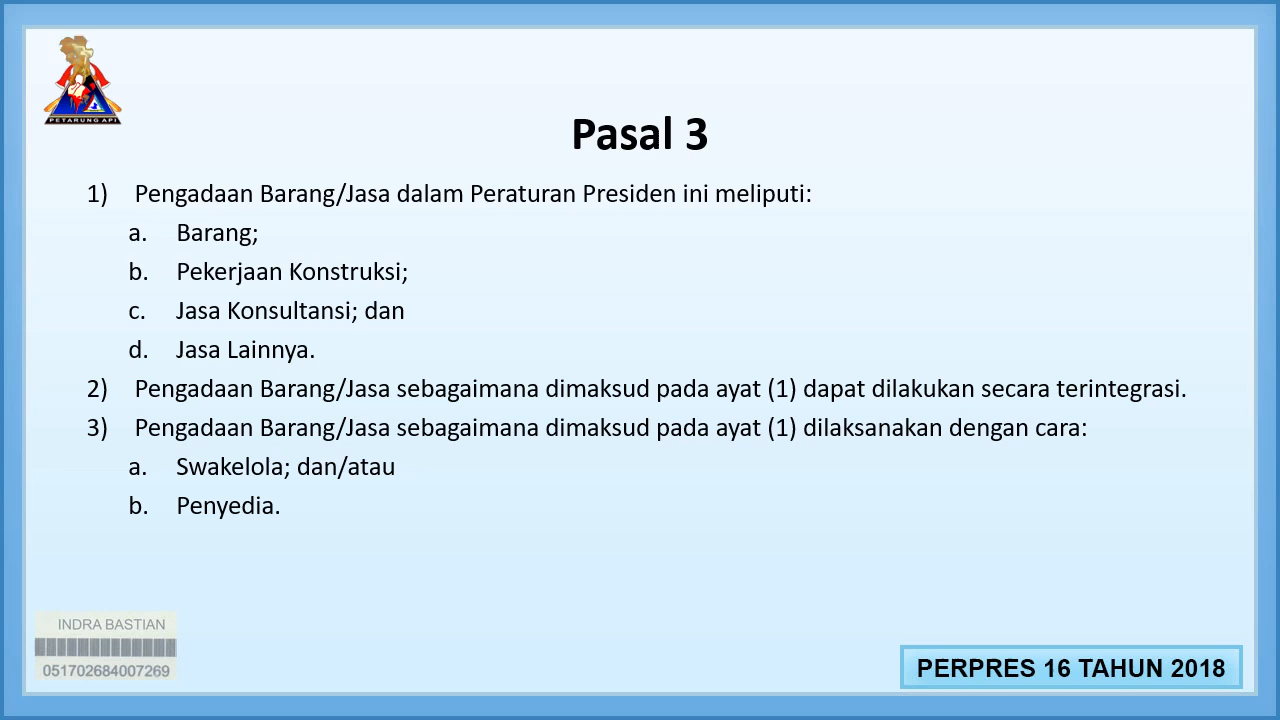 PETARUNG API
Pasal 3
1) Pengadaan Barang/Jasa dalam Peraturan Presiden ini meliputi:
a. Barang;
b. Pekerjaan Konstruksi;
c. Jasa Konsultansi; dan
d. Jasa Lainnya.
2) Pengadaan Barang/Jasa sebagaimana dimaksud pada ayat (1) dapat dilakukan secara terintegrasi.
3) Pengadaan Barang/Jasa sebagaimana dimaksud pada ayat (1) dilaksanakan dengan cara:
a. Swakelola; dan/atau
b. Penyedia.
INDRA BASTIAN
051702684007269
PERPRES 16 TAHUN 2018